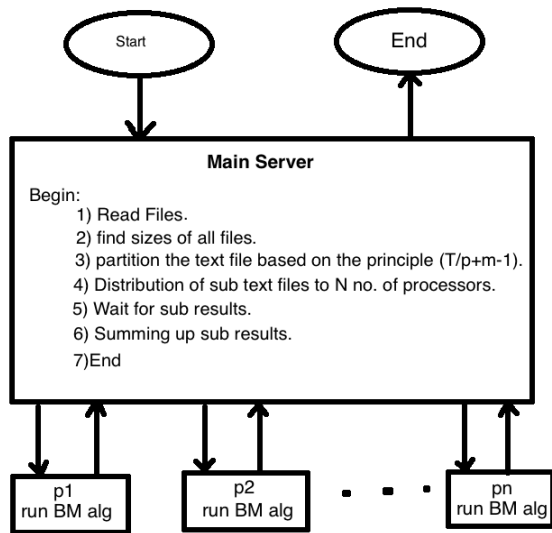 Start
End
Main Server
Begin:
1) Read Files.
2) find sizes of all files.
3) partition the text file based on the principle (T/p+m-1).
4) Distribution of sub text files to N no. of processors.
5) Wait for sub results.
6) Summing up sub results.
7)End
p1
run BM alg
p2
run BM alg
pn
run BM alg